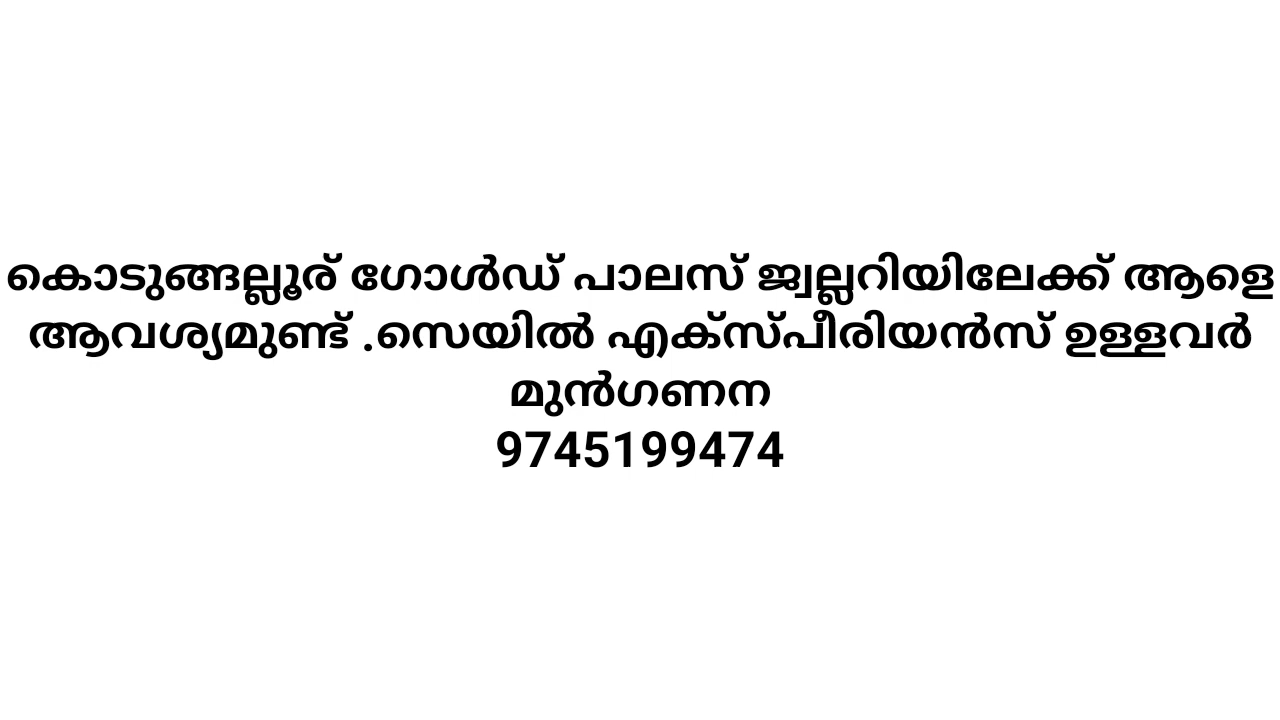 കൊടുങ്ങല്ലൂര് ഗോൾഡ് പാലസ് ജ്വല്ലറിയിലേക്ക് ആളെ
ആവശ്യമുണ്ട് .സെയിൽ എക്സ്പീരിയൻസ് ഉള്ളവർ
മുൻഗണന
9745199474